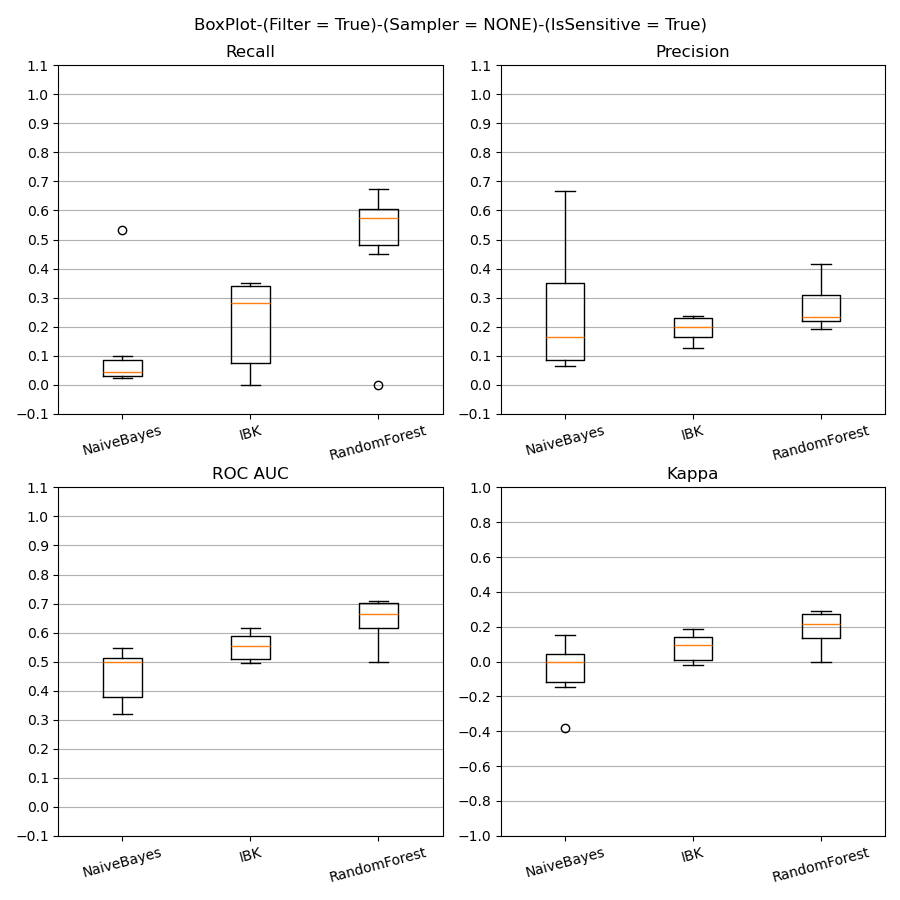 BoxPlot-(Filter = True)-(Sampler = NONE)-(IsSensitive = True)
Recall
1.1
1.0
0.9
0.8
0.7
0.6
0.5
0.4
0.3
0.2
0.1
0.0
−0.1
NaiveBayes
IBK
RandomForest
Precision
1.1
1.0
0.9
0.8
0.7
0.6
0.5
0.4
0.3
0.2
0.1
0.0
−0.1
NaiveBayes
IBK
RandomForest
ROC AUC
1.1
1.0
0.9
0.8
0.7
0.6
0.5
0.4
0.3
0.2
0.1
0.0
−0.1
NaiveBayes
IBK
RandomForest
Kappa
1.0
0.8
0.6
0.4
0.2
0.0
−0.2
−0.4
−0.6
−0.8
−1.0
NaiveBayes
IBK
RandomForest